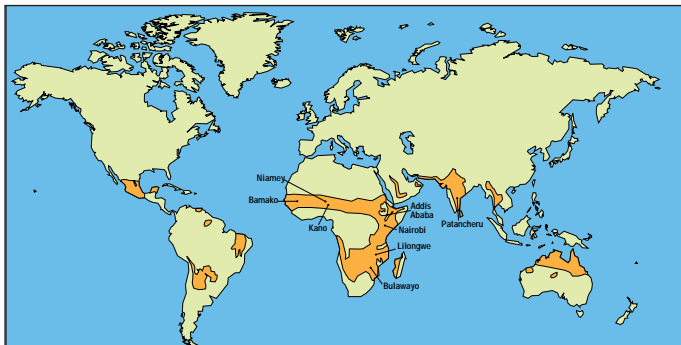 Niamey
Bamako
Kano
Addis
Ababa
Nairobi
Lilongwe
Bulawayo
Patancheru